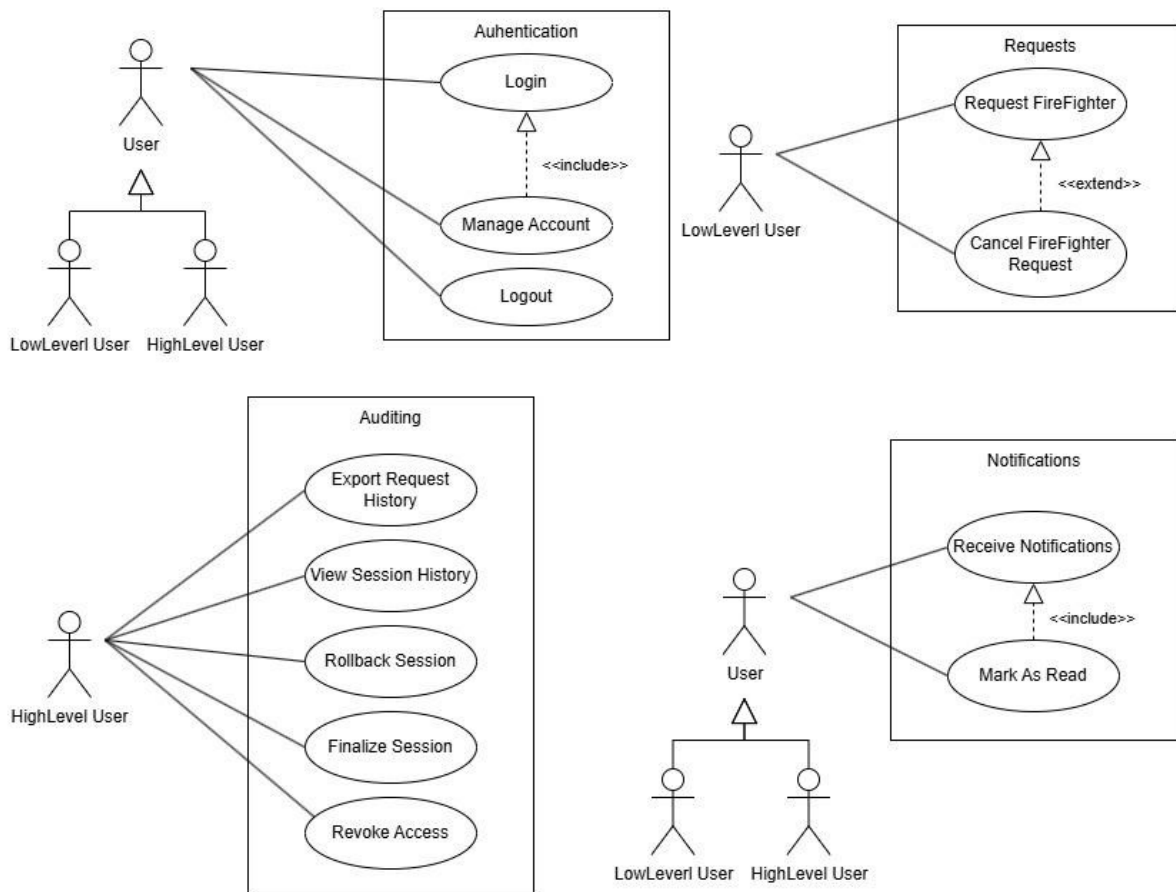 Auhentication
Login
<<include>>
Manage Account
Logout
User
LowLeverl User
HighLevel User
Requests
Request FireFighter
<<extend>>
Cancel FireFighter
Request
LowLeverl User
Auditing
Export Request
History
View Session History
Rollback Session
Finalize Session
Revoke Access
HighLevel User
Notifications
Receive Notifications
<<include>>
Mark As Read
User
LowLeverl User
HighLevel User